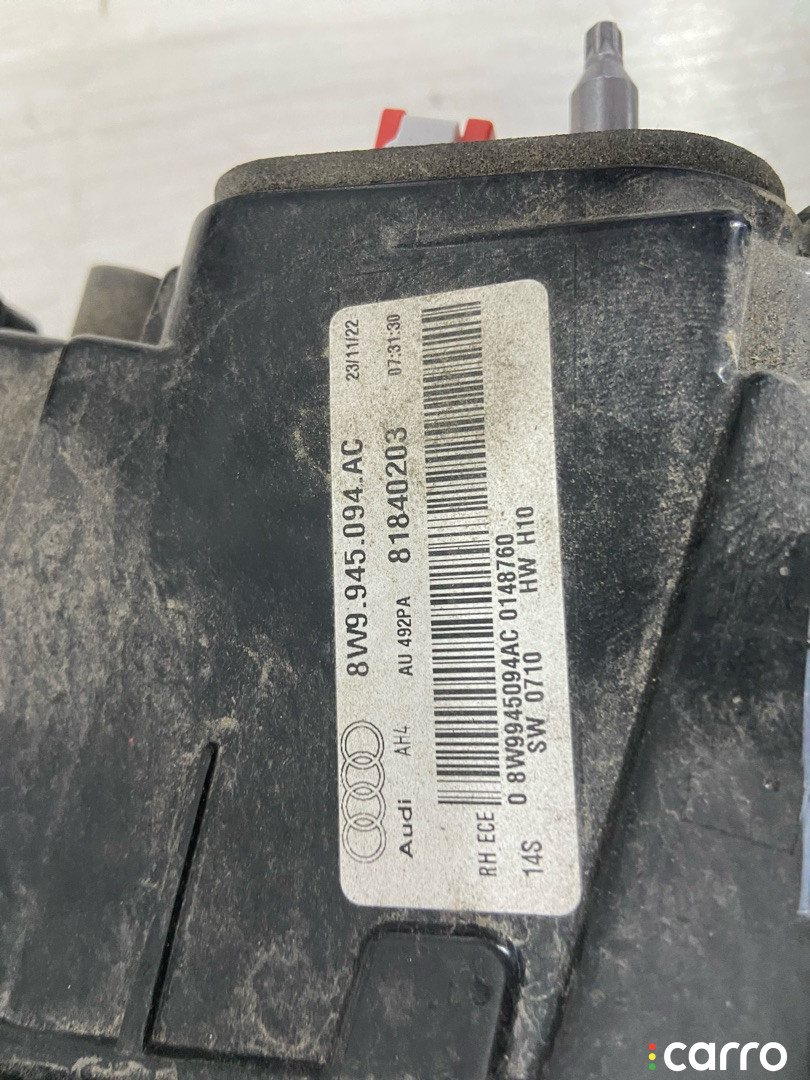 8W9.945.094.AC 23/11/22
AH4 AU 492PA 81840203 07:31:30
Audi
RH ECE 0 8W9945094AC 0148760
14S SW 0710 HW H10
carro